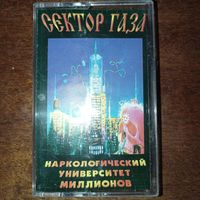 СЕКТОР ГАЗА
НАРКОЛОГИЧЕСКИЙ
УНИВЕРСИТЕТ
МИЛЛИОНОВ